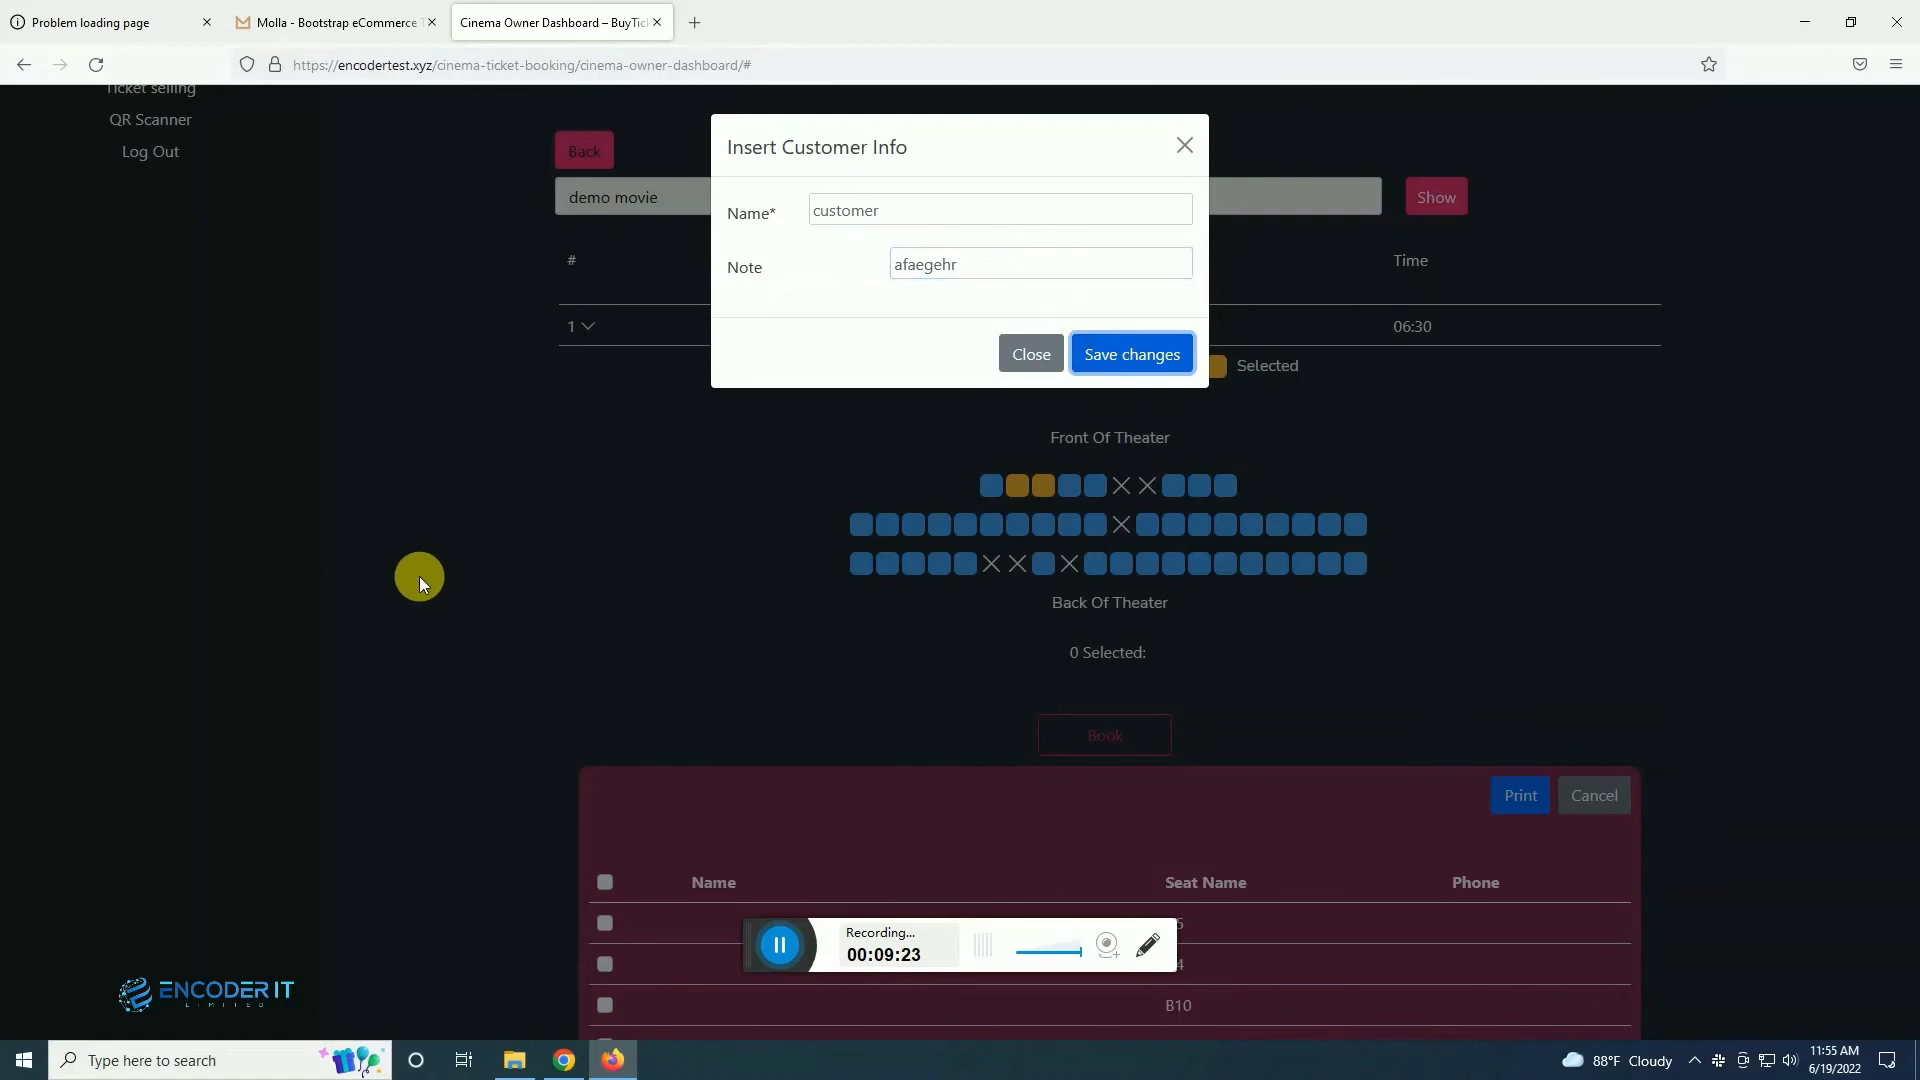 Problem loading page
Molla - Bootstrap eCommerce T
Cinema Owner Dashboard – BuyTick
https://encodertest.xyz/cinema-ticket-booking/cinema-owner-dashboard/#
Ticket selling
QR Scanner
Log Out
Back
Insert Customer Info
demo movie
Show
Name*
customer
Note
afaegehr
#
Time
1
06:30
Close
Save changes
Selected
Front Of Theater
Back Of Theater
0 Selected:
Book
Print
Cancel
Name
Seat Name
Phone
Recording...
00:09:23
B10
ENCODER IT
LIMITED
Type here to search
88°F Cloudy
11:55 AM
6/19/2022